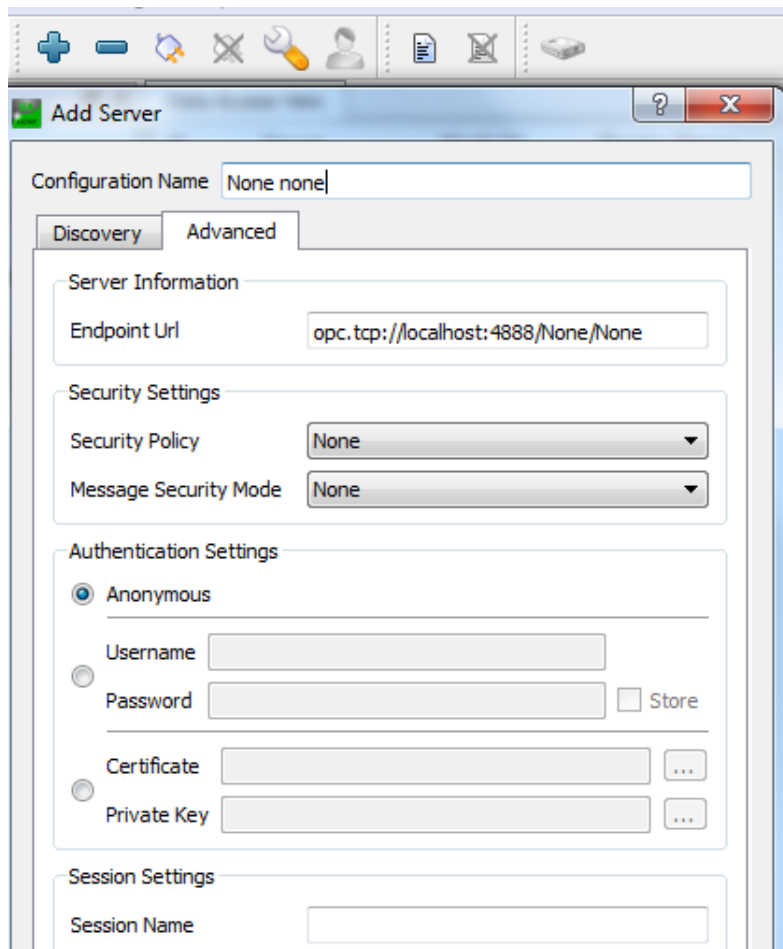 Add Server
Configuration Name None none
Discovery Advanced
Server Information
Endpoint Url opc.tcp://localhost:4888/None/None
Security Settings
Security Policy None
Message Security Mode None
Authentication Settings
Anonymous
Username
Password Store
Certificate ...
Private Key ...
Session Settings
Session Name